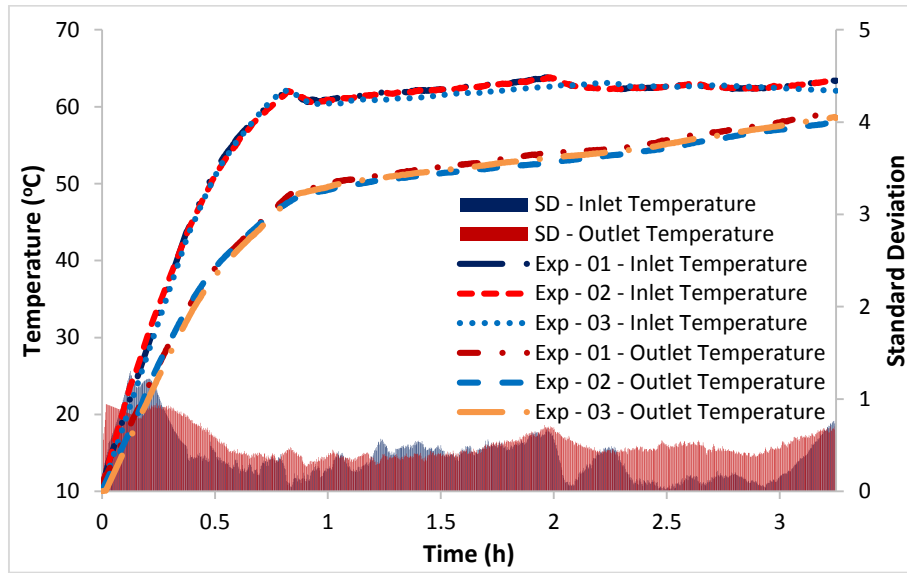 70
60
50
40
30
20
10
Temperature (ºC)
5
4
3
2
1
0
Standard Deviation
SD - Inlet Temperature
SD - Outlet Temperature
Exp - 01 - Inlet Temperature
Exp - 02 - Inlet Temperature
Exp - 03 - Inlet Temperature
Exp - 01 - Outlet Temperature
Exp - 02 - Outlet Temperature
Exp - 03 - Outlet Temperature
0
0.5
1
1.5
2
2.5
3
Time (h)